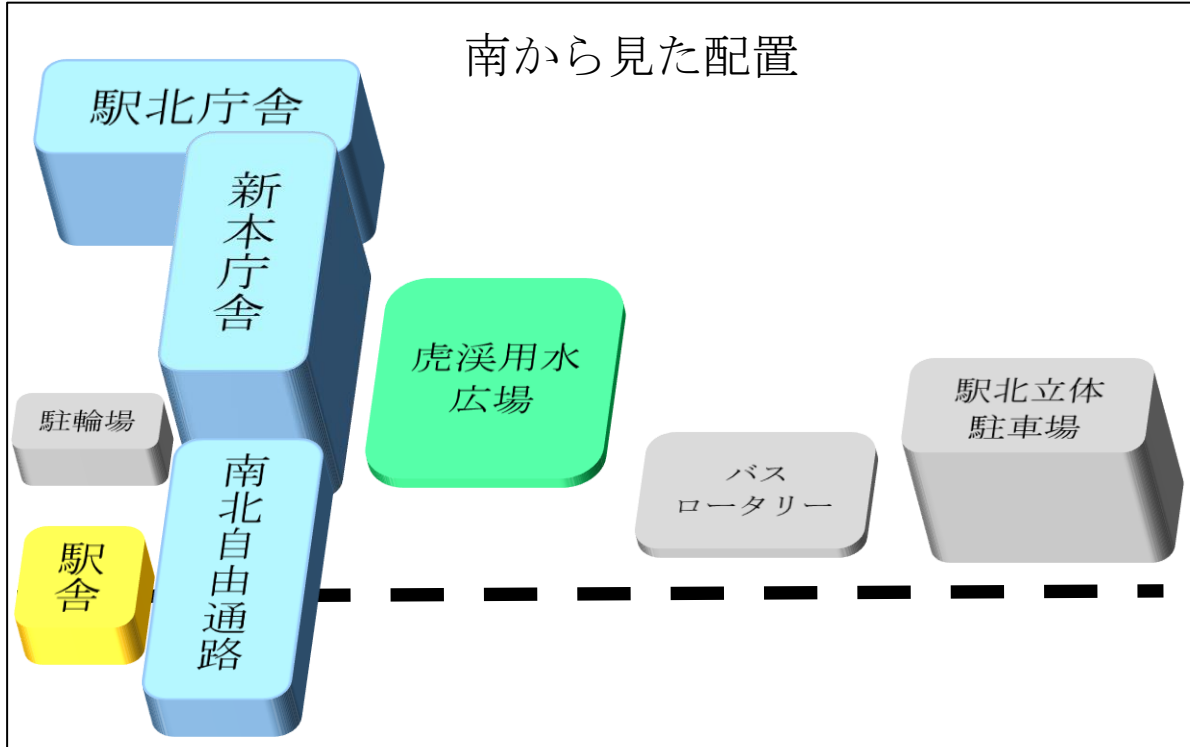 南から見た配置
駅北庁舎
新本庁舎
虎渓用水
広場
駅北立体
駐車場
駐輪場
バス
ロータリー
南北自由通路
駅舎